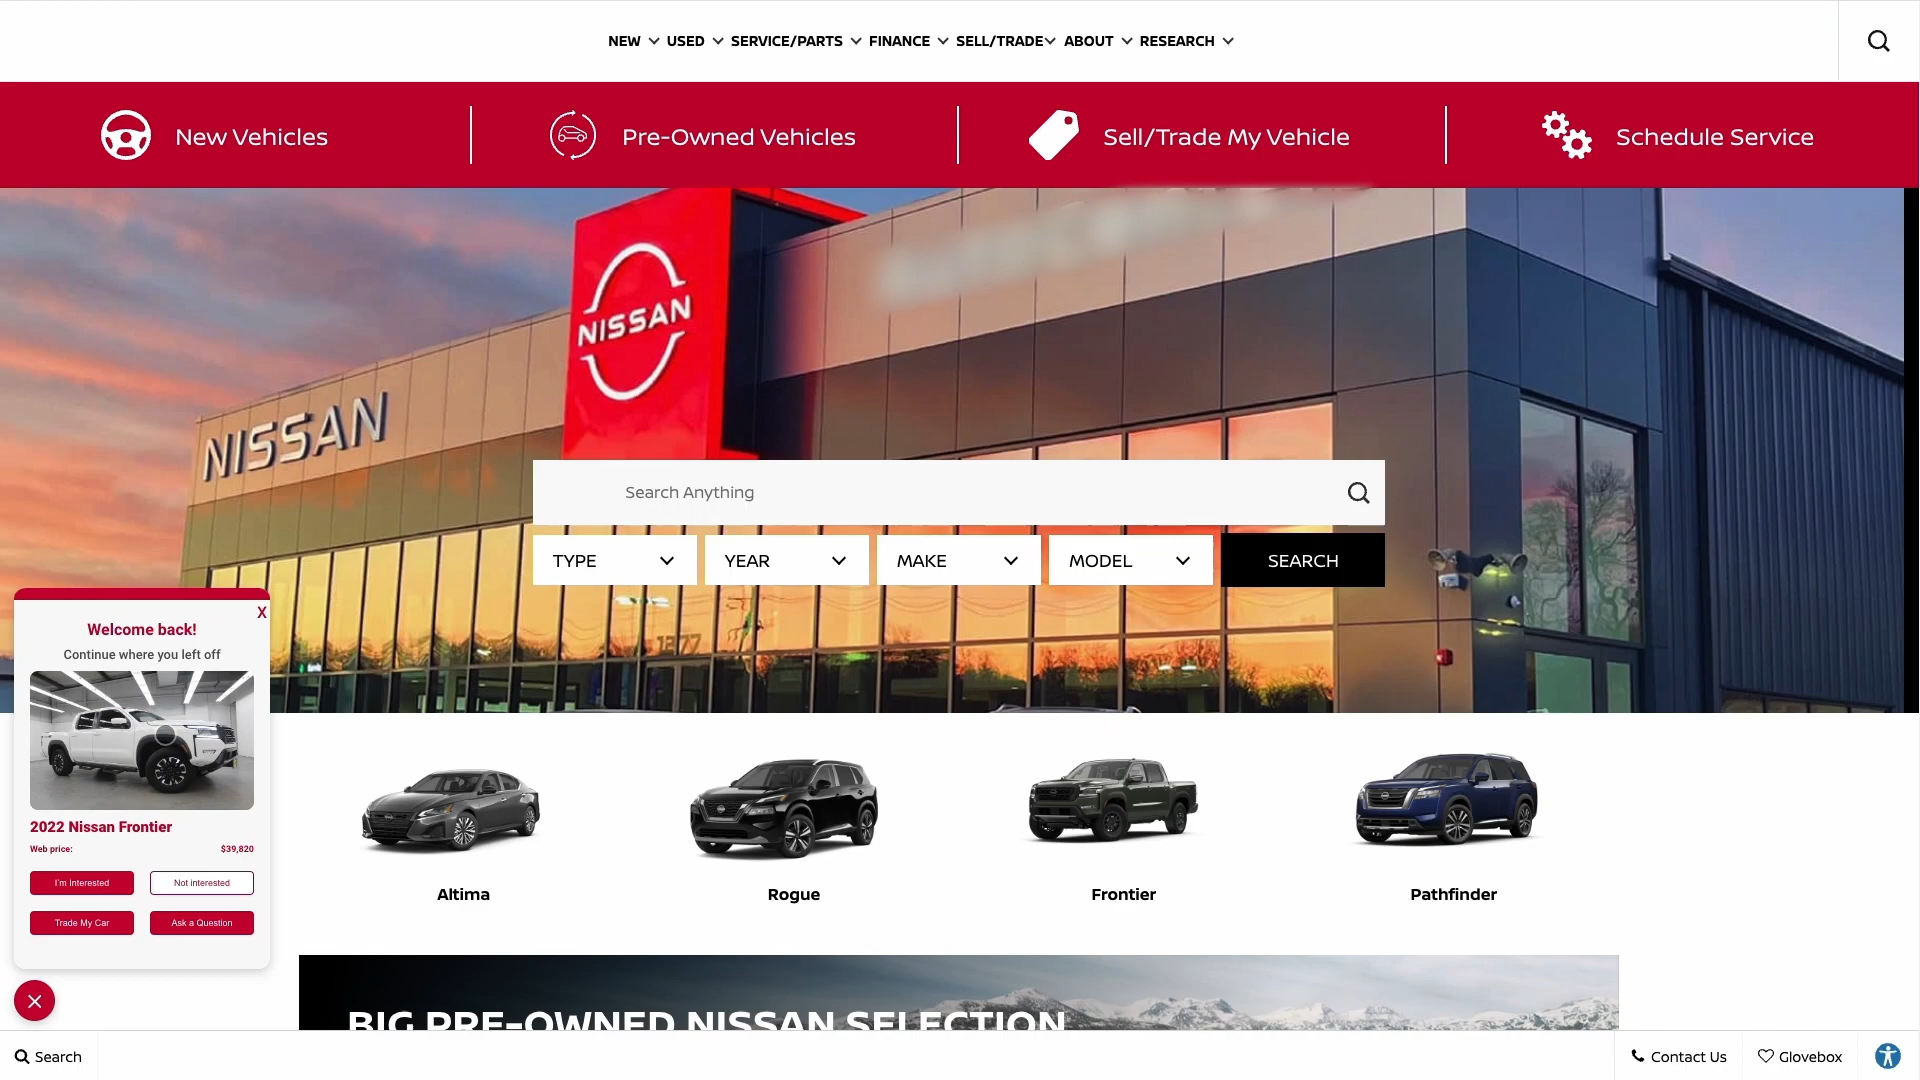 NEW USED SERVICE/PARTS FINANCE SELL/TRADE ABOUT RESEARCH
New Vehicles Pre-Owned Vehicles Sell/Trade My Vehicle Schedule Service
NISSAN
NISSAN
Search Anything
TYPE YEAR MAKE MODEL SEARCH
1377
X
Welcome back!
Continue where you left off
2022 Nissan Frontier
Web price: $39,820
I'm Interested Not interested
Trade My Car Ask a Question
Altima Rogue Frontier Pathfinder
BIG PRE-OWNED NISSAN SELECTION
Search Contact Us Glovebox